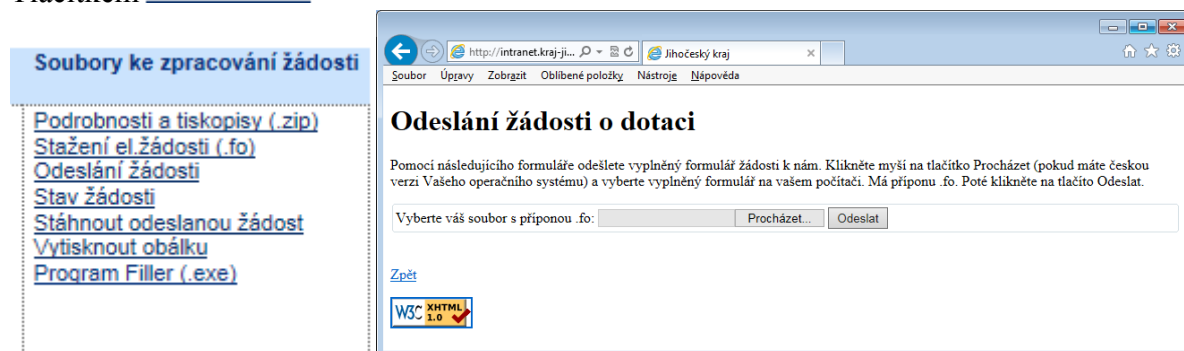 Soubory ke zpracování žádosti
Podrobnosti a tiskopisy (.zip)
Stažení el.žádosti (.fo)
Odeslání žádosti
Stav žádosti
Stáhnout odeslanou žádost
Vytisknout obálku
Program Filler (.exe)
http://intranet.kraj-ji...
Jihočeský kraj
Soubor Úpravy Zobrazit Oblíbené položky Nástroje Nápověda
Odeslání žádosti o dotaci
Pomocí následujícího formuláře odešlete vyplněný formulář žádosti k nám. Klikněte myší na tlačítko Procházet (pokud máte českou
verzi Vašeho operačního systému) a vyberte vyplněný formulář na vašem počítači. Má příponu .fo. Poté klikněte na tlačíto Odeslat.
Vyberte váš soubor s příponou .fo: Procházet... Odeslat
Zpět
W3C XHTML 1.0